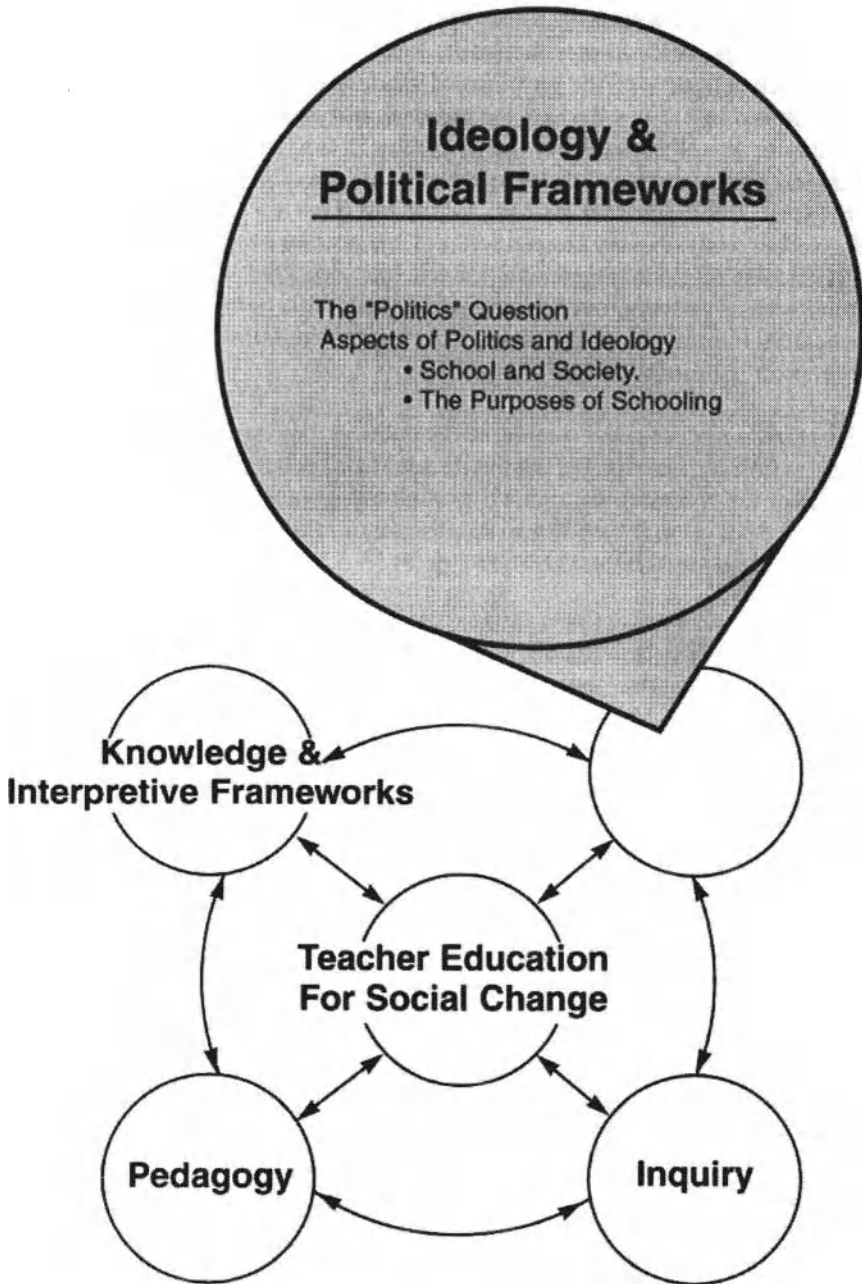 Ideology &
Political Frameworks
The "Politics" Question
Aspects of Politics and Ideology
• School and Society.
• The Purposes of Schooling
Knowledge &
Interpretive Frameworks
Teacher Education
For Social Change
Pedagogy
Inquiry